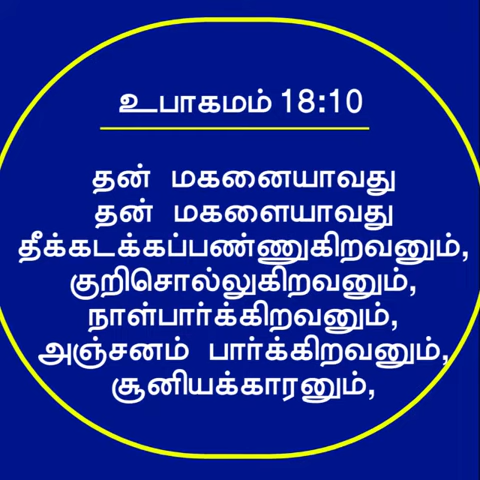 உபாகமம் 18:10
தன் மகனையாவது
தன் மகளையாவது
தீக்கடக்கப்பண்ணுகிறவனும்,
குறிசொல்லுகிறவனும்,
நாள்பார்க்கிறவனும்,
அஞ்சனம் பார்க்கிறவனும்,
சூனியக்காரனும்,